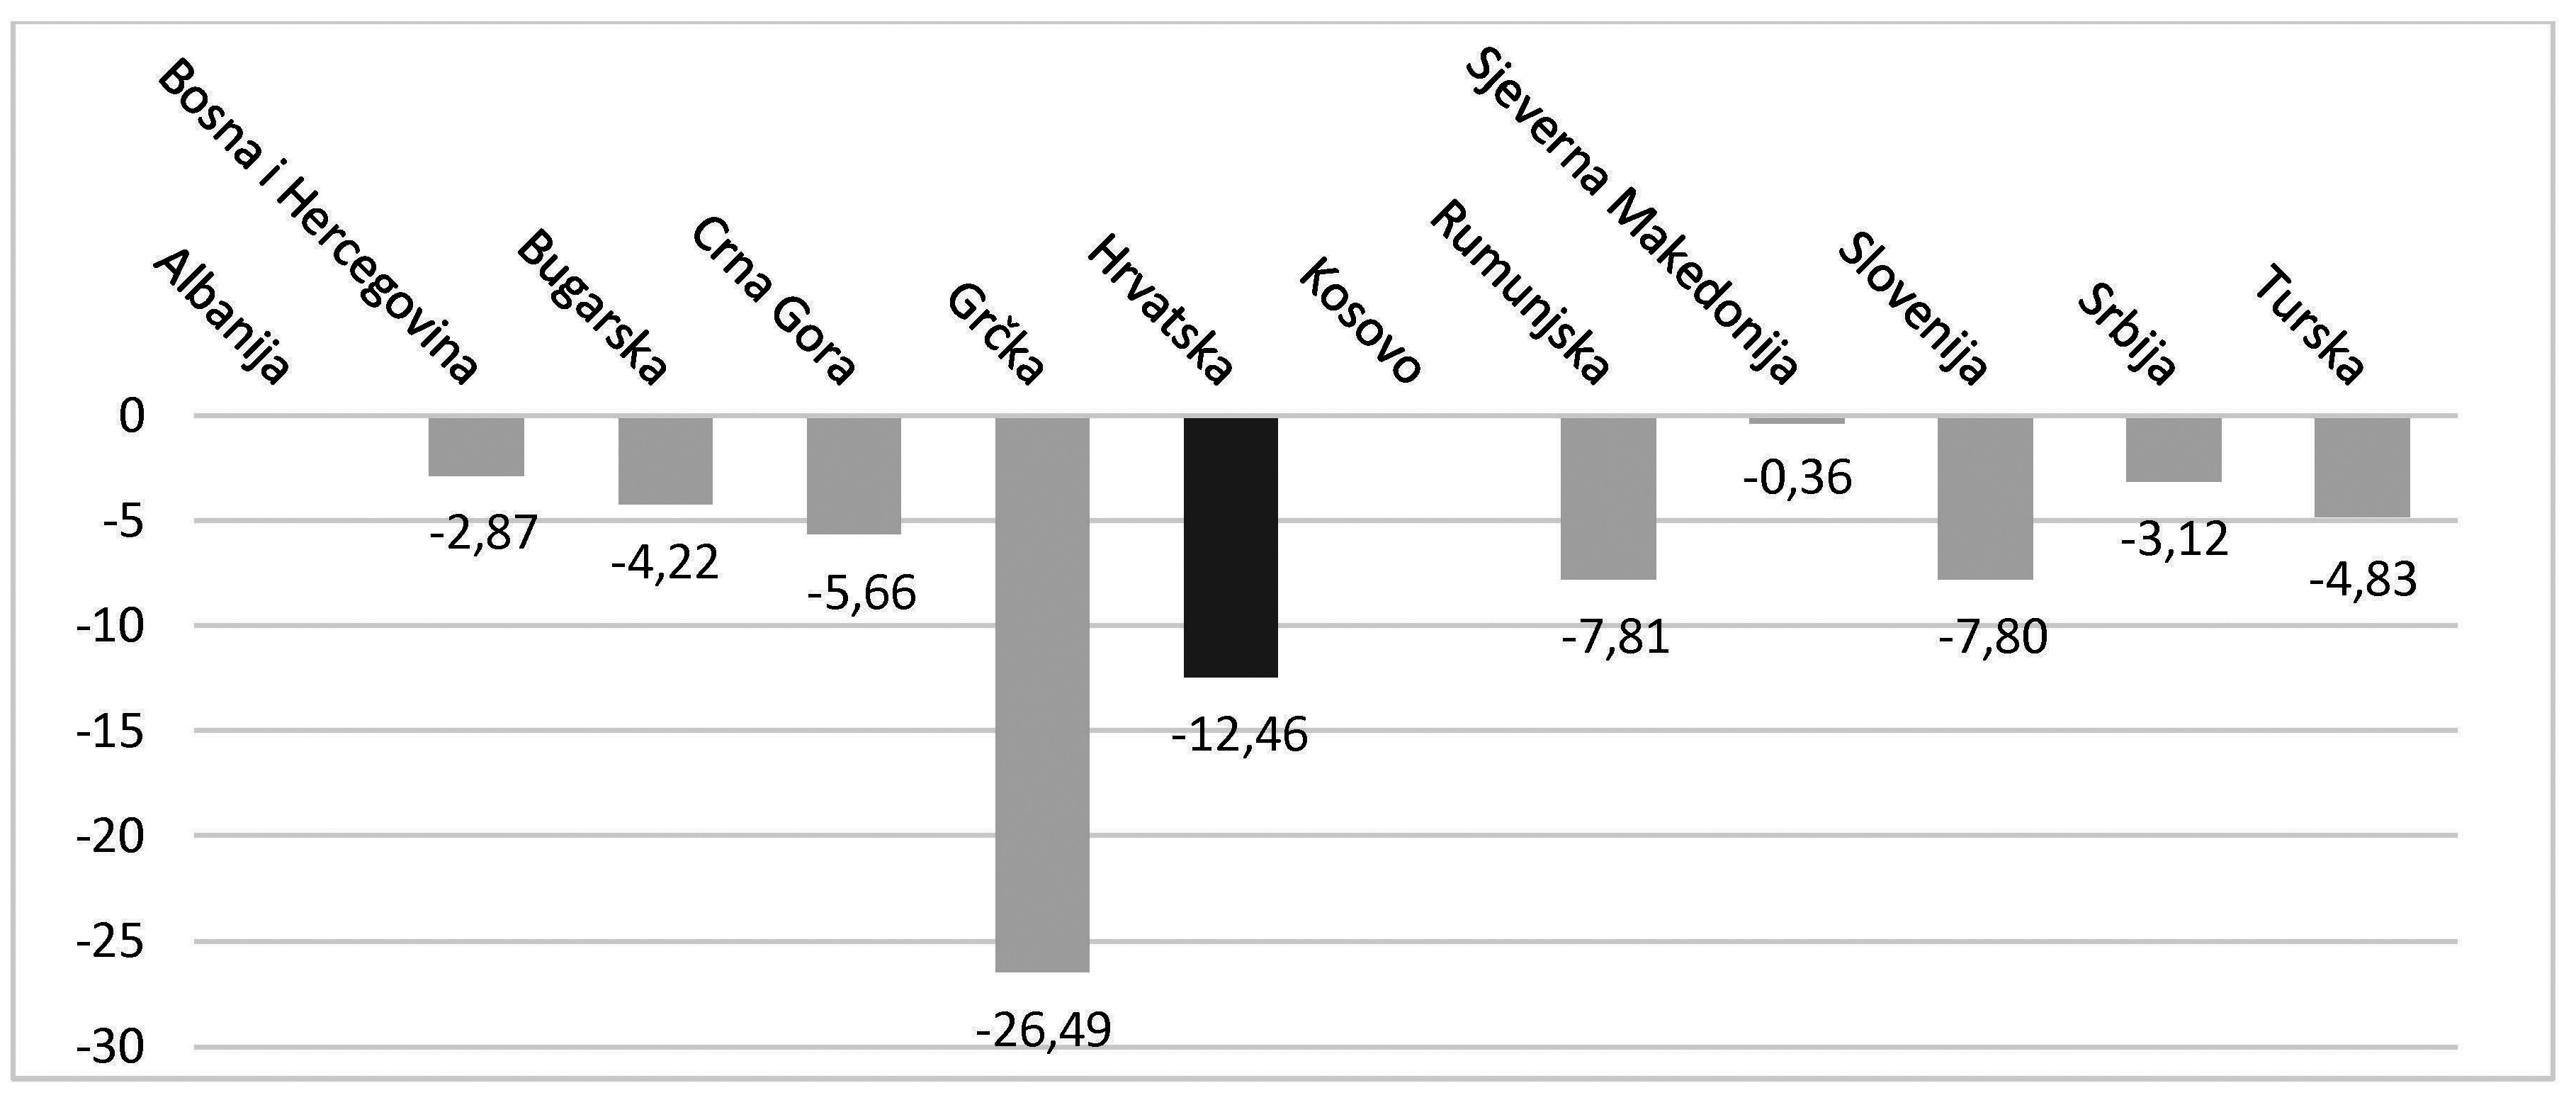 Albanija
Bosna i Hercegovina
Bugarska
Crna Gora
Grčka
Hrvatska
Kosovo
Rumunjska
Sjeverna Makedonija
Slovenija
Srbija
Turska
0
-5
-10
-15
-20
-25
-30
-2,87
-4,22
-5,66
-26,49
-12,46
-7,81
-0,36
-7,80
-3,12
-4,83